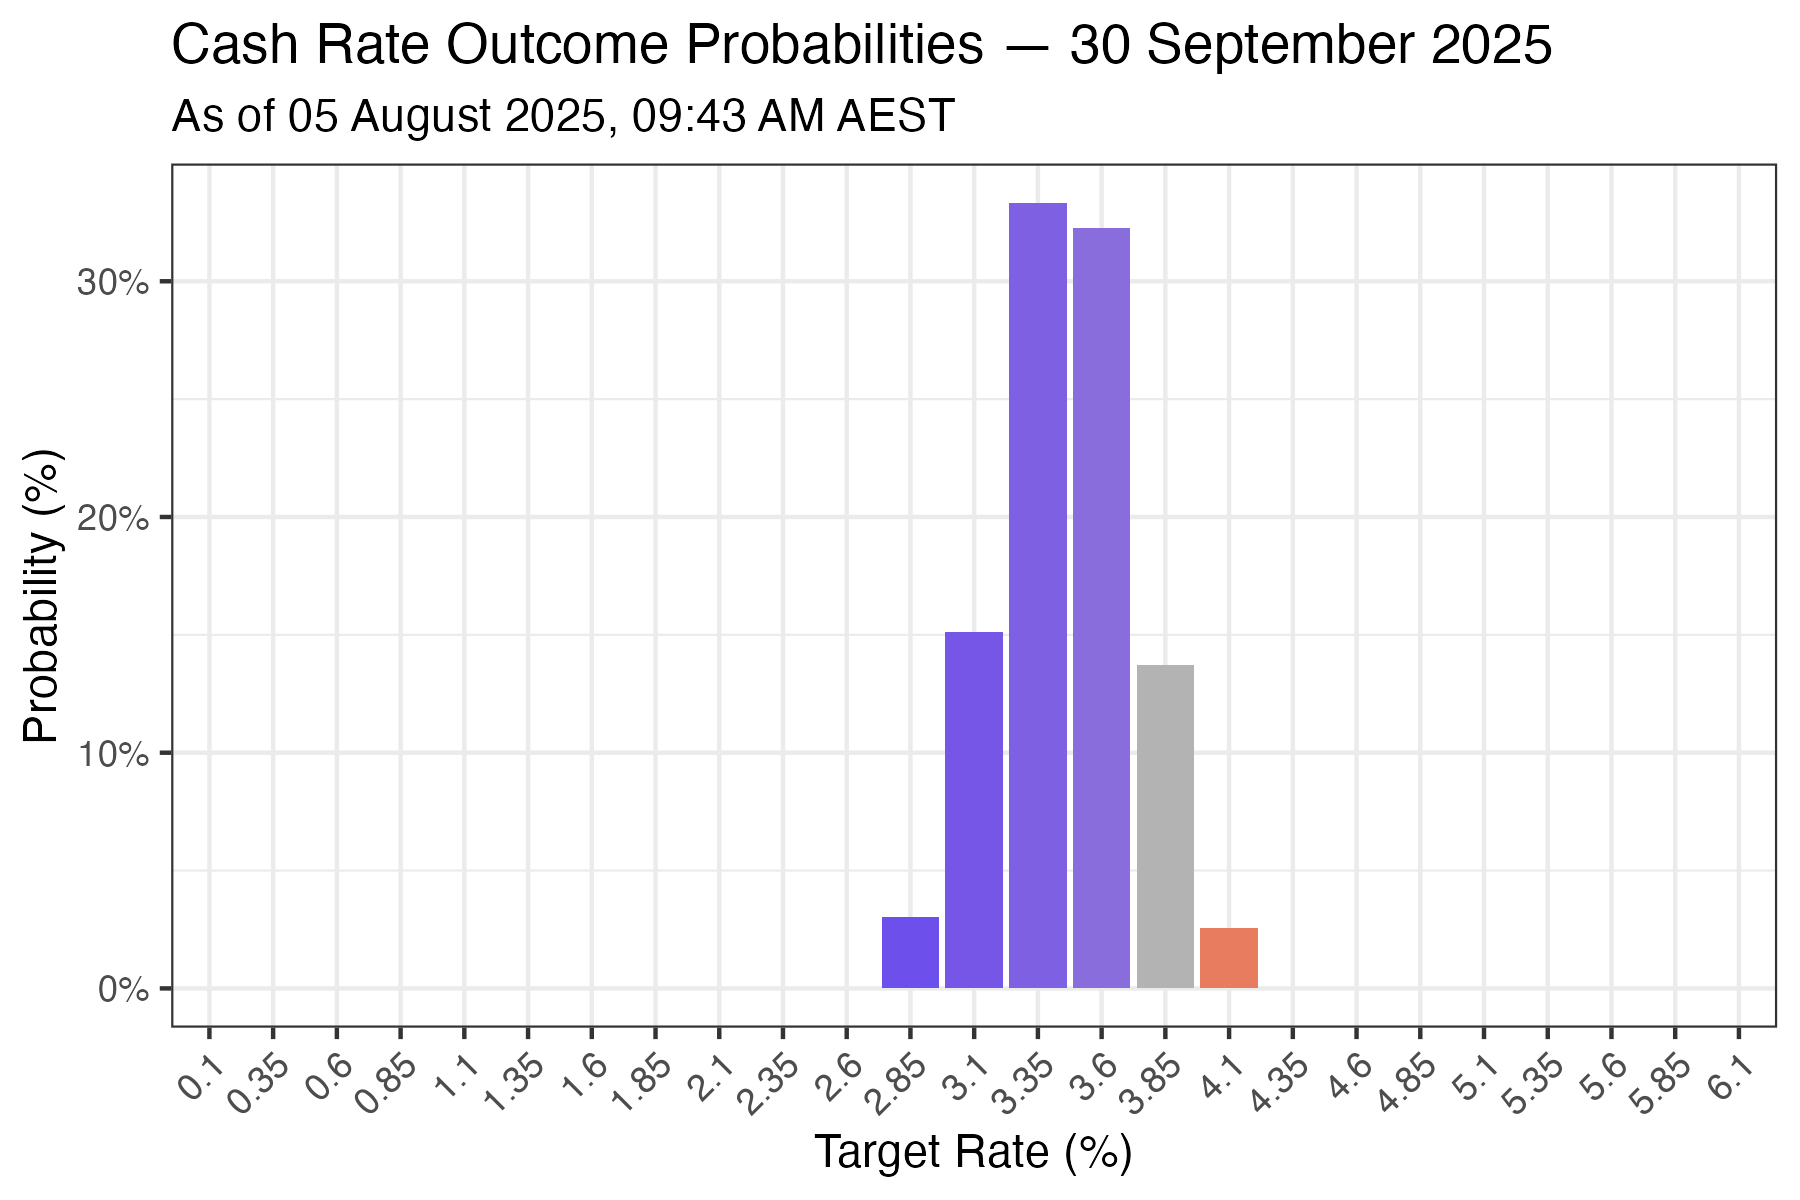 Cash Rate Outcome Probabilities — 30 September 2025
As of 05 August 2025, 09:43 AM AEST
Probability (%)
30%
20%
10%
0%
0.1 0.35 0.6 0.85 1.1 1.35 1.6 1.85 2.1 2.35 2.6 2.85 3.1 3.35 3.6 3.85 4.1 4.35 4.6 4.85 5.1 5.35 5.6 5.85 6.1
Target Rate (%)